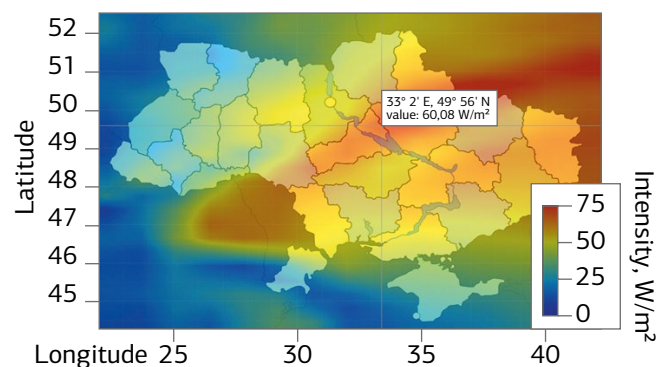 52
51
50
49
48
47
46
45
Latitude
33° 2' E, 49° 56' N
value: 60,08 W/m²
75
50
25
0
Intensity, W/m²
Longitude 25 30 35 40